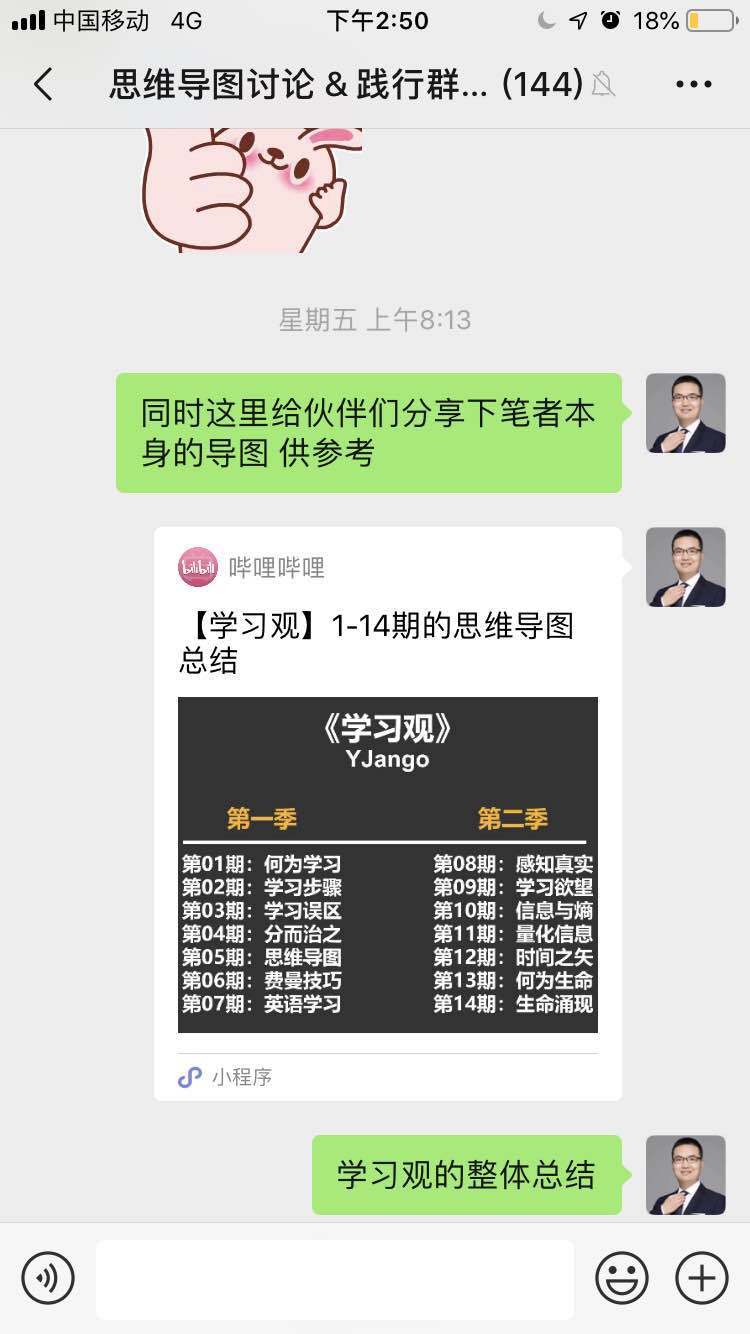 中国移动 4G 下午2:50 18%
思维导图讨论 & 践行群... (144)
星期五 上午8:13
同时这里给伙伴们分享下笔者本
身的导图 供参考
bilibili 哔哩哔哩
【学习观】1-14期的思维导图
总结
《学习观》
YJango
第一季 第二季
第01期：何为学习 第08期：感知真实
第02期：学习步骤 第09期：学习欲望
第03期：学习误区 第10期：信息与熵
第04期：分而治之 第11期：量化信息
第05期：思维导图 第12期：时间之矢
第06期：费曼技巧 第13期：何为生命
第07期：英语学习 第14期：生命涌现
小程序
学习观的整体总结